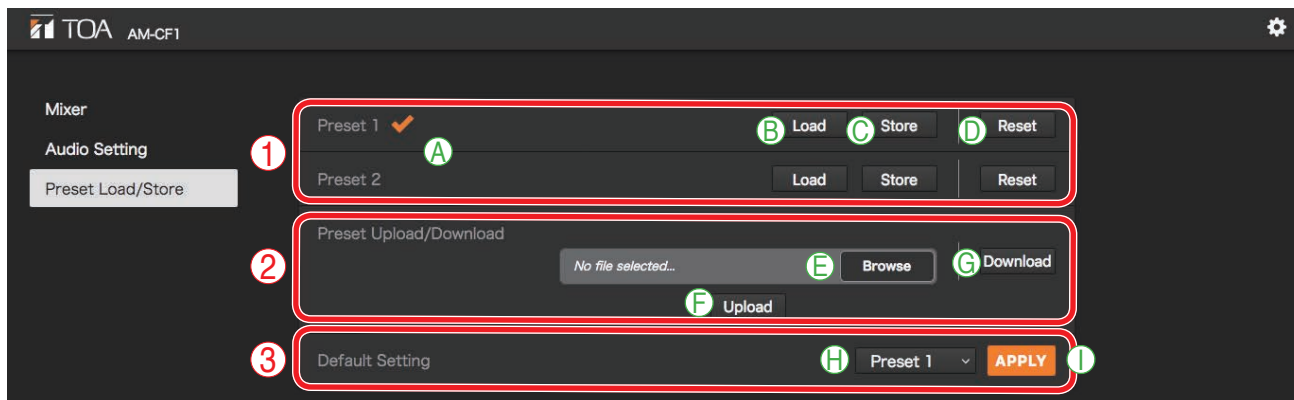 TOA AM-CF1
Mixer
Audio Setting
Preset Load/Store
1
Preset 1 A B Load C Store D Reset
Preset 2 Load Store Reset
2
Preset Upload/Download
No file selected... E Browse G Download
F Upload
3
Default Setting H Preset 1 APPLY I